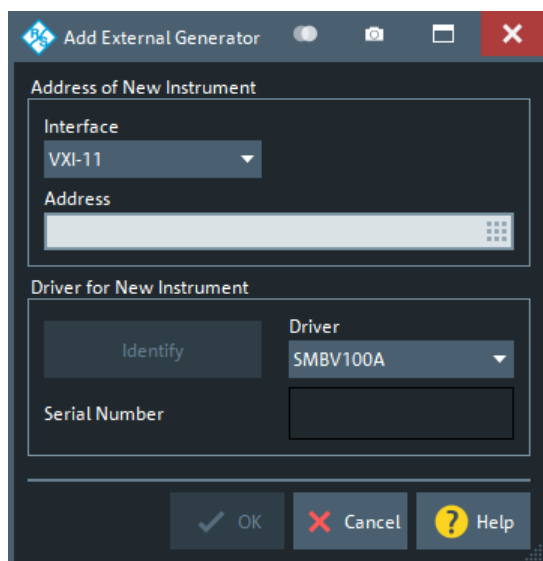 R&S
Add External Generator
Address of New Instrument
Interface
VXI-11
Address
Driver for New Instrument
Identify
Driver
SMBV100A
Serial Number
OK
Cancel
? Help